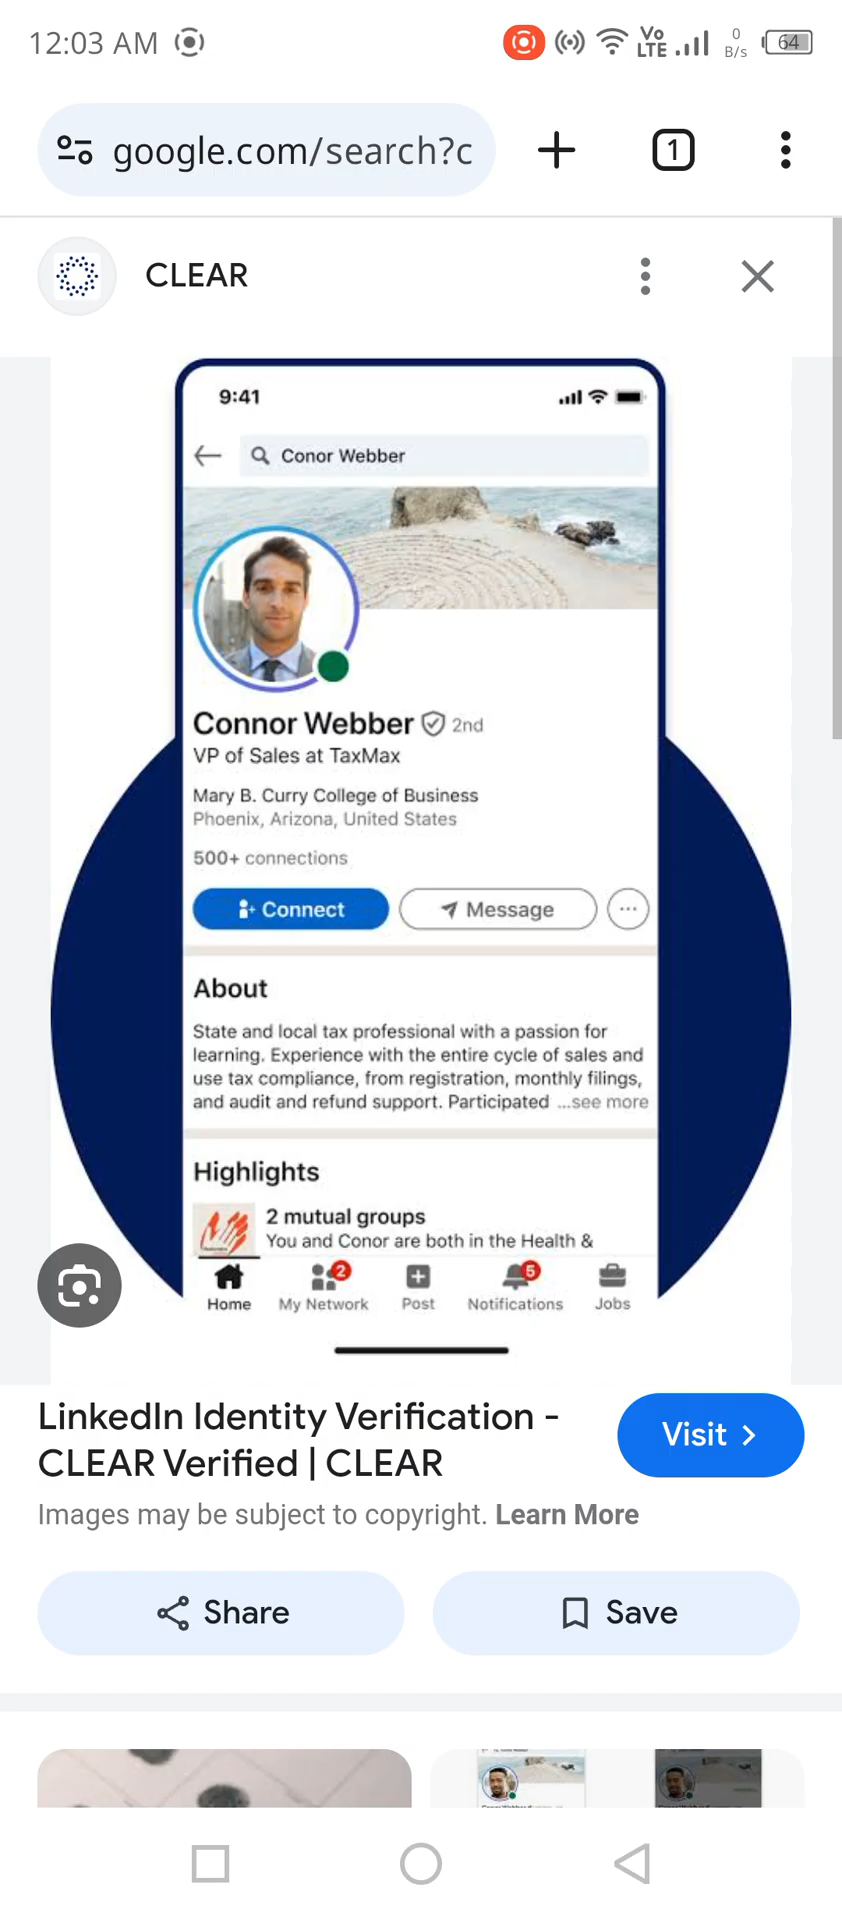 12:03 AM
Vo LTE 0 B/s 64
google.com/search?c
1
CLEAR
9:41
Conor Webber
Connor Webber 2nd
VP of Sales at TaxMax
Mary B. Curry College of Business
Phoenix, Arizona, United States
500+ connections
Connect Message
About
State and local tax professional with a passion for
learning. Experience with the entire cycle of sales and
use tax compliance, from registration, monthly filings,
and audit and refund support. Participated ...see more
Highlights
2 mutual groups
You and Conor are both in the Health &
2 5
Home My Network Post Notifications Jobs
LinkedIn Identity Verification -
CLEAR Verified | CLEAR
Visit
Images may be subject to copyright. Learn More
Share Save